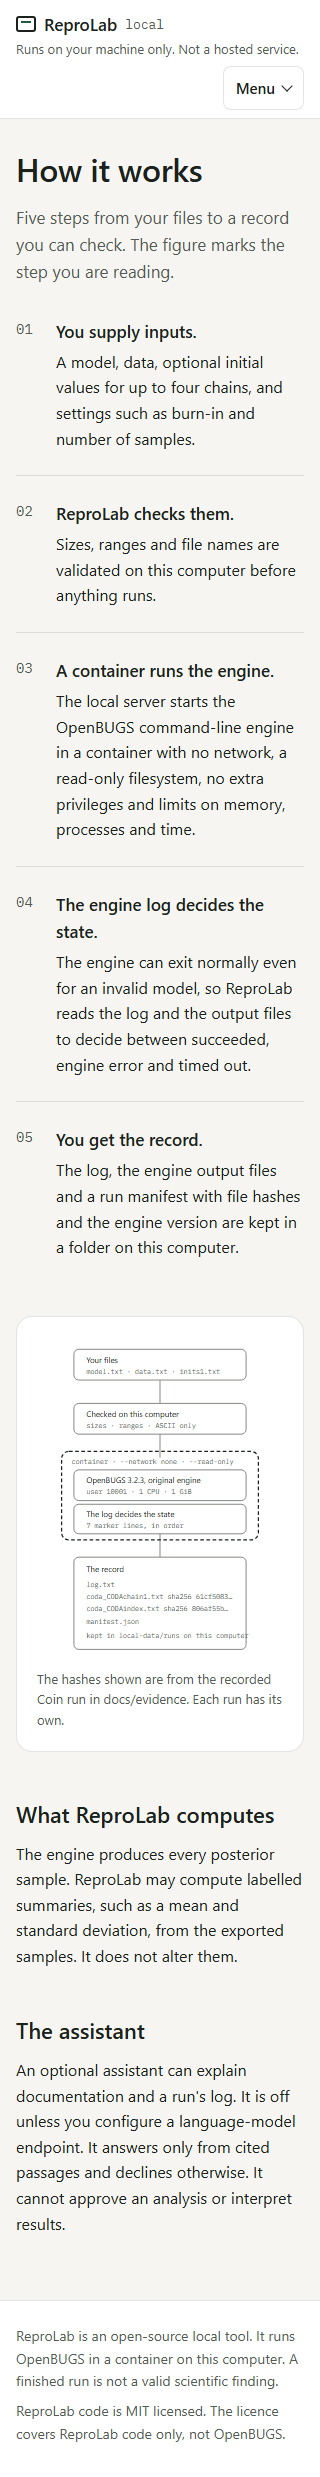 ReproLab local
Runs on your machine only. Not a hosted service.
Menu
How it works
Five steps from your files to a record
you can check. The figure marks the
step you are reading.
01 You supply inputs.
A model, data, optional initial
values for up to four chains, and
settings such as burn-in and
number of samples.
02 ReproLab checks them.
Sizes, ranges and file names are
validated on this computer before
anything runs.
03 A container runs the engine.
The local server starts the
OpenBUGS command-line engine
in a container with no network, a
read-only filesystem, no extra
privileges and limits on memory,
processes and time.
04 The engine log decides the
state.
The engine can exit normally even
for an invalid model, so ReproLab
reads the log and the output files
to decide between succeeded,
engine error and timed out.
05 You get the record.
The log, the engine output files
and a run manifest with file hashes
and the engine version are kept in
a folder on this computer.
Your files
model.txt · data.txt · inits1.txt
Checked on this computer
sizes · ranges · ASCII only
container · --network none · --read-only
OpenBUGS 3.2.3, original engine
user 10001 · 1 CPU · 1 GiB
The log decides the state
7 marker lines, in order
The record
log.txt
coda_CODAchain1.txt sha256 61cf5083…
coda_CODAindex.txt sha256 806af55b…
manifest.json
kept in local-data/runs on this computer
The hashes shown are from the recorded
Coin run in docs/evidence. Each run has its
own.
What ReproLab computes
The engine produces every posterior
sample. ReproLab may compute labelled
summaries, such as a mean and
standard deviation, from the exported
samples. It does not alter them.
The assistant
An optional assistant can explain
documentation and a run's log. It is off
unless you configure a language-model
endpoint. It answers only from cited
passages and declines otherwise. It
cannot approve an analysis or interpret
results.
ReproLab is an open-source local tool. It runs
OpenBUGS in a container on this computer. A
finished run is not a valid scientific finding.
ReproLab code is MIT licensed. The licence
covers ReproLab code only, not OpenBUGS.